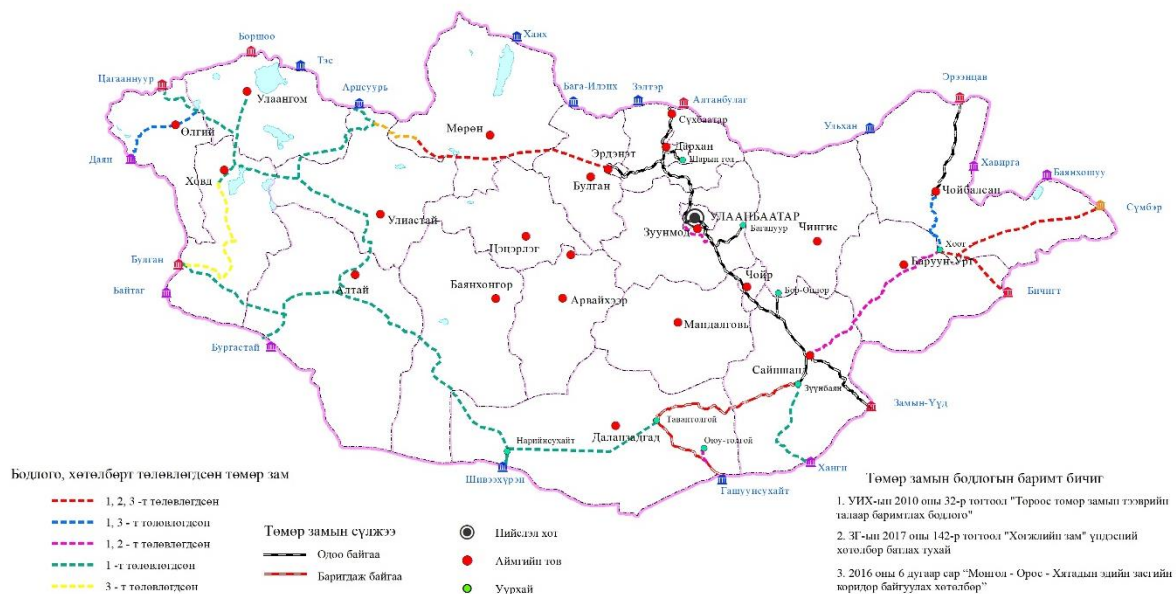 Ханх
Боршоо
Тэс
Цагааннуур
Арцсуурь
Бага-Илэнх
Зэлтэр
Алтанбулаг
Эрээнцав
Улаангом
Өлгий
Мөрөн
Сүхбаатар
Ульхан
Дархан
Шарын гол
Эрдэнэт
Даян
Ховд
Булган
Хавирга
Баянхошуу
Чойбалсан
Сүмбэр
Улиастай
УЛААНБААТАР
Зуунмод
Багануур
Чингис
Цэцэрлэг
Хоот
Баруун-Урт
Булган
Байтаг
Алтай
Баянхонгор
Арвайхээр
Чойр
Бор-Өндөр
Бичигт
Мандалговь
Бургастай
Сайншанд
Зүүнбаян
Замын-Үүд
Тавантолгой
Даланзадгад
Нарийнсухайт
Оюу-толгой
Шивээхүрэн
Гашуунсухайт
Ханги
Бодлого, хөтөлбөрт төлөвлөгдсөн төмөр зам
1, 2, 3 -т төлөвлөгдсөн
1, 3 - т төлөвлөгдсөн
1, 2 - т төлөвлөгдсөн
1 -т төлөвлөгдсөн
3 - т төлөвлөгдсөн
Төмөр замын сүлжээ
Одоо байгаа
Баригдаж байгаа
Нийслэл хот
Аймгийн төв
Уурхай
Төмөр замын бодлогын баримт бичиг
1. УИХ-ын 2010 оны 32-р тогтоол "Төрөөс төмөр замын тээврийн
талаар баримтлах бодлого"
2. ЗГ-ын 2017 оны 142-р тогтоол "Хөгжлийн зам" үндэсний
хөтөлбөр батлах тухай
3. 2016 оны 6 дугаар сар “Монгол - Орос - Хятадын эдийн засгийн
коридор байгуулах хөтөлбөр”